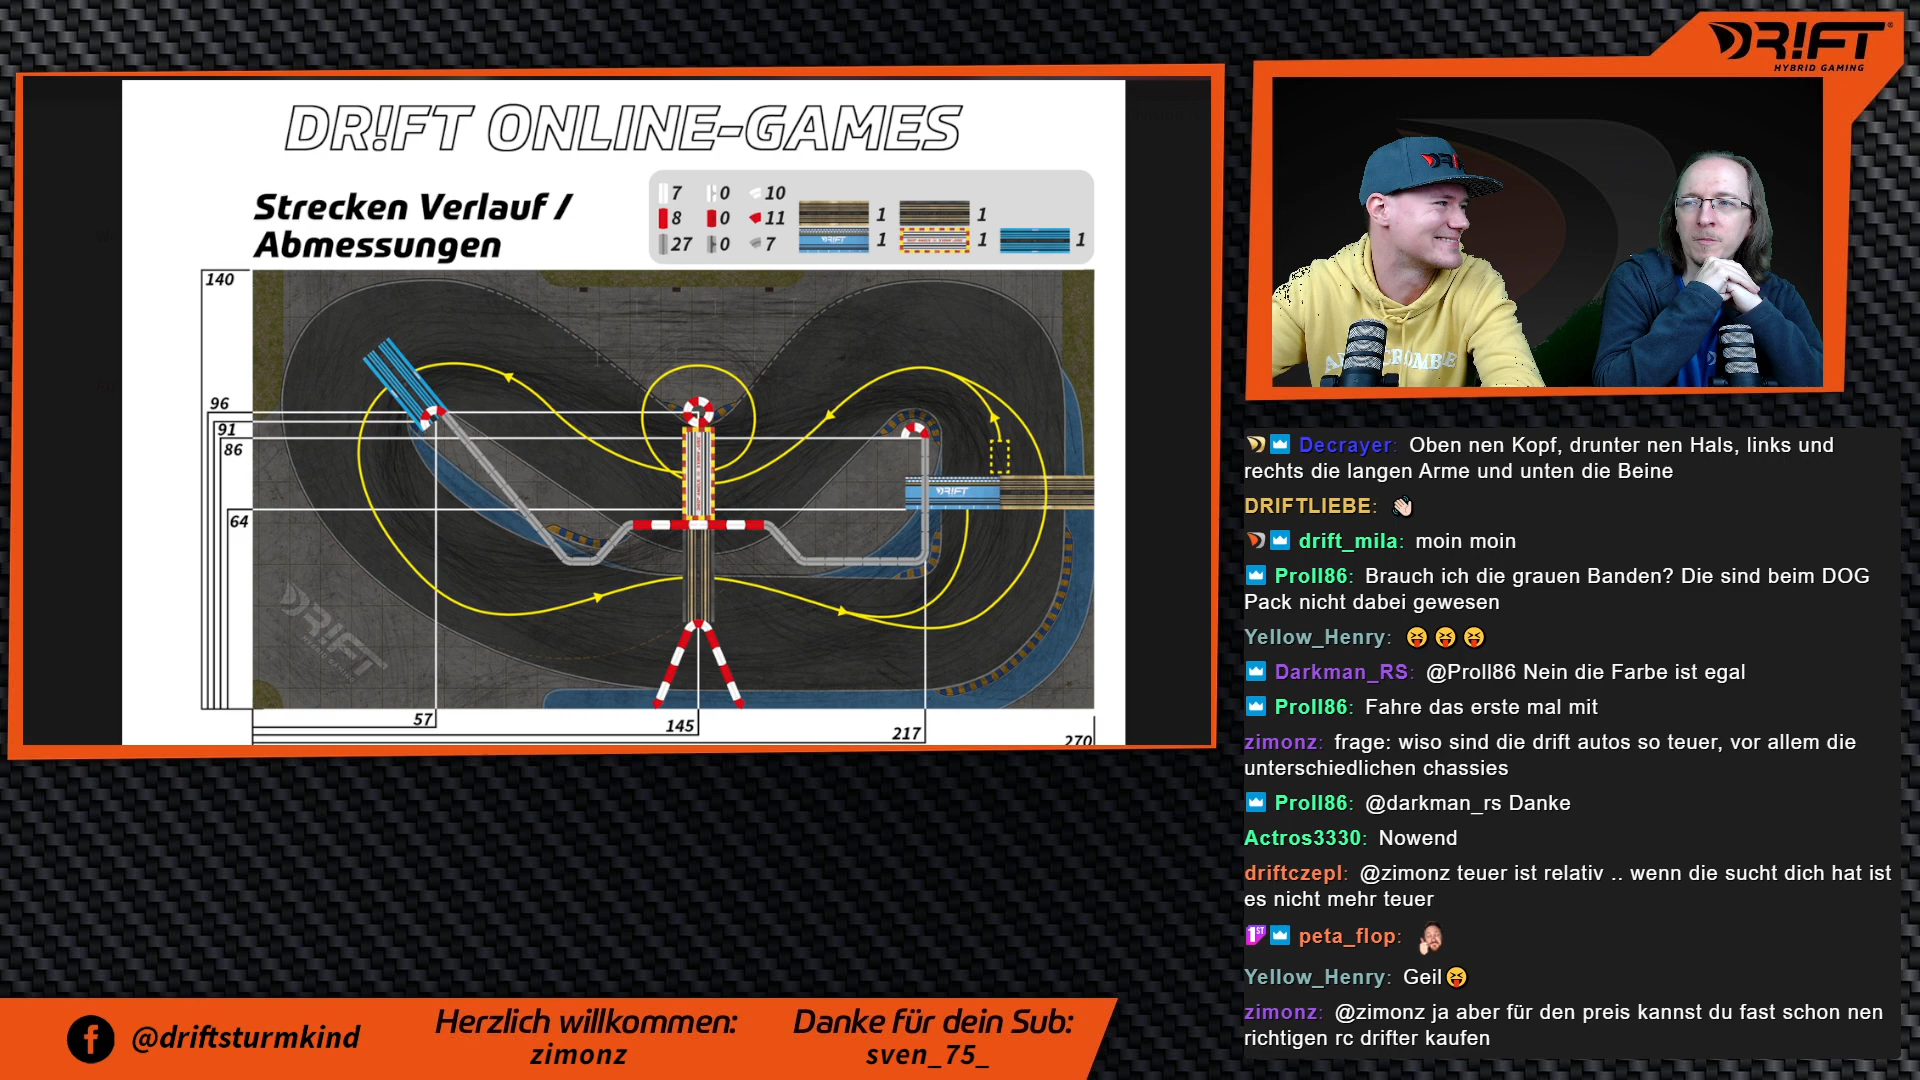 DR!FT
HYBRID GAMING
DR!FT ONLINE-GAMES
Strecken Verlauf /
Abmessungen
7 0 10
8 0 11
27 0 7
1 1
1 1 1
DR!FT
140
96
91
86
64
DR!FT
DR!FT
57
145
217
270
Decrayer: Oben nen Kopf, drunter nen Hals, links und
rechts die langen Arme und unten die Beine
DRIFTLIEBE:
drift_mila: moin moin
Proll86: Brauch ich die grauen Banden? Die sind beim DOG
Pack nicht dabei gewesen
Yellow_Henry:
Darkman_RS: @Proll86 Nein die Farbe ist egal
Proll86: Fahre das erste mal mit
zimonz: frage: wiso sind die drift autos so teuer, vor allem die
unterschiedlichen chassies
Proll86: @darkman_rs Danke
Actros3330: Nowend
driftczepl: @zimonz teuer ist relativ .. wenn die sucht dich hat ist
es nicht mehr teuer
1ST peta_flop:
Yellow_Henry: Geil
zimonz: @zimonz ja aber für den preis kannst du fast schon nen
richtigen rc drifter kaufen
@driftsturmkind
Herzlich willkommen:
zimonz
Danke für dein Sub:
sven_75_